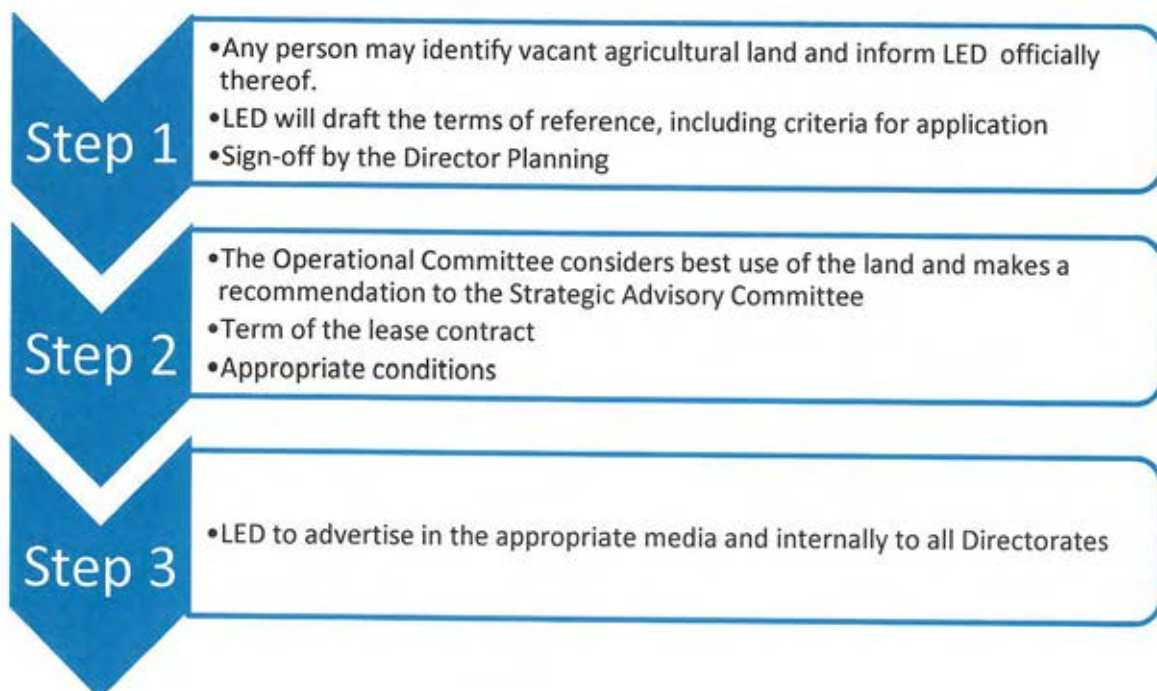 Step 1
•Any person may identify vacant agricultural land and inform LED officially
thereof.
•LED will draft the terms of reference, including criteria for application
•Sign-off by the Director Planning
Step 2
•The Operational Committee considers best use of the land and makes a
recommendation to the Strategic Advisory Committee
•Term of the lease contract
•Appropriate conditions
Step 3
•LED to advertise in the appropriate media and internally to all Directorates